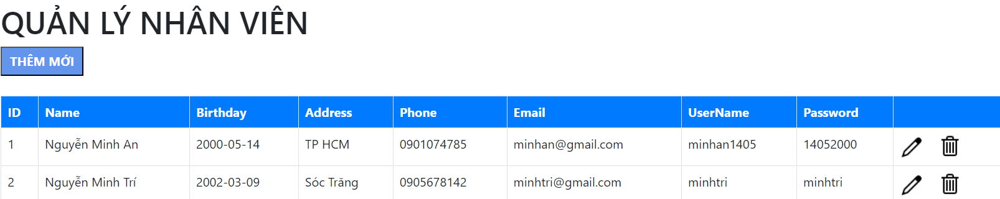 QUẢN LÝ NHÂN VIÊN
THÊM MỚI
ID Name Birthday Address Phone Email UserName Password
1 Nguyễn Minh An 2000-05-14 TP HCM 0901074785 minhan@gmail.com minhan1405 14052000
2 Nguyễn Minh Trí 2002-03-09 Sóc Trăng 0905678142 minhtri@gmail.com minhtri minhtri